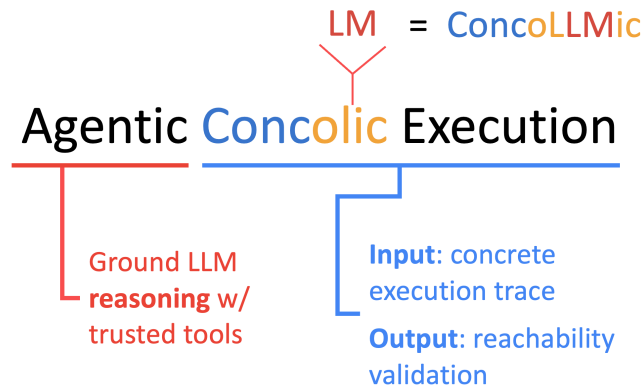 LM = ConcoLLMic
Agentic Concolic Execution
Ground LLM
reasoning w/
trusted tools
Input: concrete
execution trace
Output: reachability
validation